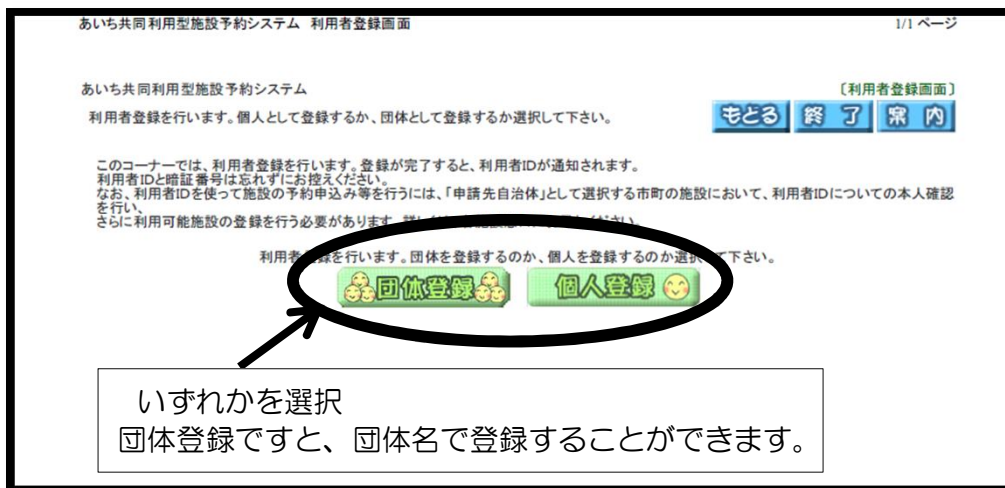 あいち共同利用型施設予約システム 利用者登録画面 1/1 ページ
あいち共同利用型施設予約システム 〔利用者登録画面〕
利用者登録を行います。個人として登録するか、団体として登録するか選択して下さい。 もどる 終了 案内
このコーナーでは、利用者登録を行います。登録が完了すると、利用者IDが通知されます。
利用者IDと暗証番号は忘れずにお控えください。
なお、利用者IDを使って施設の予約申込み等を行うには、「申請先自治体」として選択する市町の施設において、利用者IDについての本人確認
を行い、
さらに利用可能施設の登録を行う必要があります。
利用者登録を行います。団体を登録するのか、個人を登録するのか選択して下さい。
団体登録 個人登録
いずれかを選択
団体登録ですと、団体名で登録することができます。